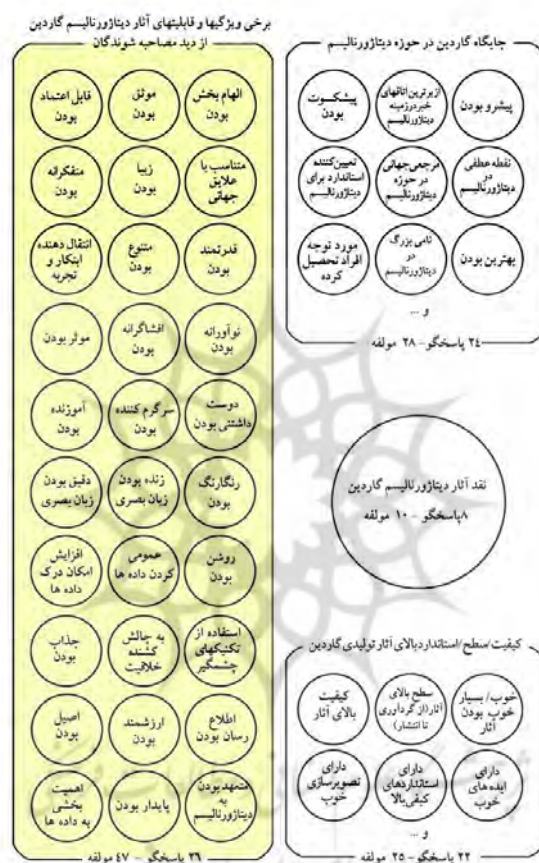 برخی ویژگیها و قابلیتهای آثار دیتاژورنالیسم گاردین
از دید مصاحبه شوندگان
الهام بخش
بودن
موثق
بودن
قابل اعتماد
بودن
متناسب با
علایق
جهانی
زیبا
بودن
متفکرانه
بودن
قدرتمند
بودن
متنوع
بودن
انتقال دهنده
ابتکار و
تجربه
نوآورانه
بودن
افشاگرانه
بودن
موثر بودن
دوست
داشتنی بودن
سرگرم کننده
بودن
آموزنده
بودن
رنگارنگ
بودن
زنده بودن
زبان بصری
دقیق بودن
زبان بصری
روشن
بودن
عمومی
کردن داده ها
افزایش
امکان درک
داده ها
استفاده از
تکنیکهای
چشمگیر
به چالش
کشنده
خلاقیت
جذاب
بودن
اطلاع
رسان بودن
ارزشمند
بودن
اصیل
بودن
متعهد بودن
به
دیتاژورنالیسم
پایدار بودن
اهمیت
بخشی
به داده ها
۲۶ پاسخگو - ۴۷ مولفه
جایگاه گاردین در حوزه دیتاژورنالیسم
پیشرو بودن
از برترین اتاقهای
خبر در زمینه
دیتاژورنالیسم
پیشکسوت
بودن
نقطه عطفی
در
دیتاژورنالیسم
مرجعی جهانی
در حوزه
دیتاژورنالیسم
تعیین کننده
استاندارد برای
دیتاژورنالیسم
بهترین بودن
نامی بزرگ
در
دیتاژورنالیسم
مورد توجه
افراد تحصیل
کرده
و ...
۲۴ پاسخگو - ۲۸ مولفه
نقد آثار دیتاژورنالیسم گاردین
۸ پاسخگو - ۱۰ مولفه
کیفیت/سطح/استاندارد بالای آثار تولیدی گاردین
خوب/ بسیار
خوب بودن
آثار
سطح بالای
آثار (از گردآوری
تا انتشار)
کیفیت
بالای آثار
دارای
ایده های
خوب
دارای
استانداردهای
کیفی بالا
دارای
تصویرسازی
خوب
و ...
۲۲ پاسخگو - ۲۵ مولفه